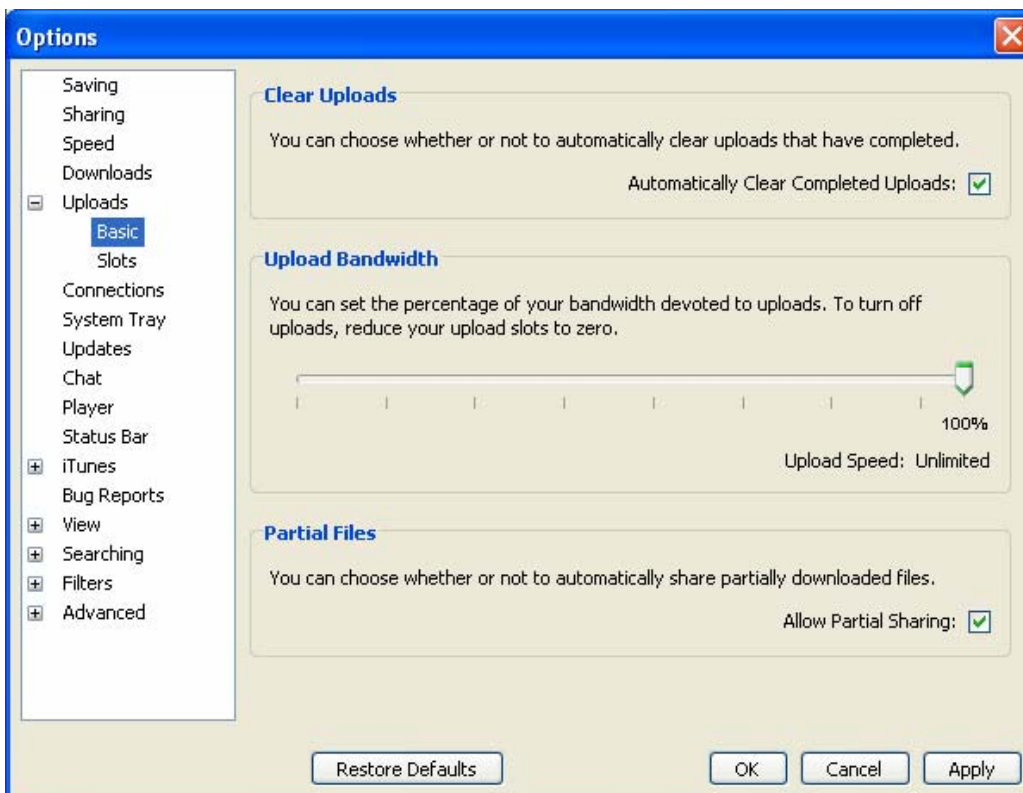 Options
Saving
Sharing
Speed
Downloads
Uploads
Basic
Slots
Connections
System Tray
Updates
Chat
Player
Status Bar
iTunes
Bug Reports
View
Searching
Filters
Advanced
Clear Uploads
You can choose whether or not to automatically clear uploads that have completed.
Automatically Clear Completed Uploads:
Upload Bandwidth
You can set the percentage of your bandwidth devoted to uploads. To turn off
uploads, reduce your upload slots to zero.
100%
Upload Speed: Unlimited
Partial Files
You can choose whether or not to automatically share partially downloaded files.
Allow Partial Sharing:
Restore Defaults
OK
Cancel
Apply